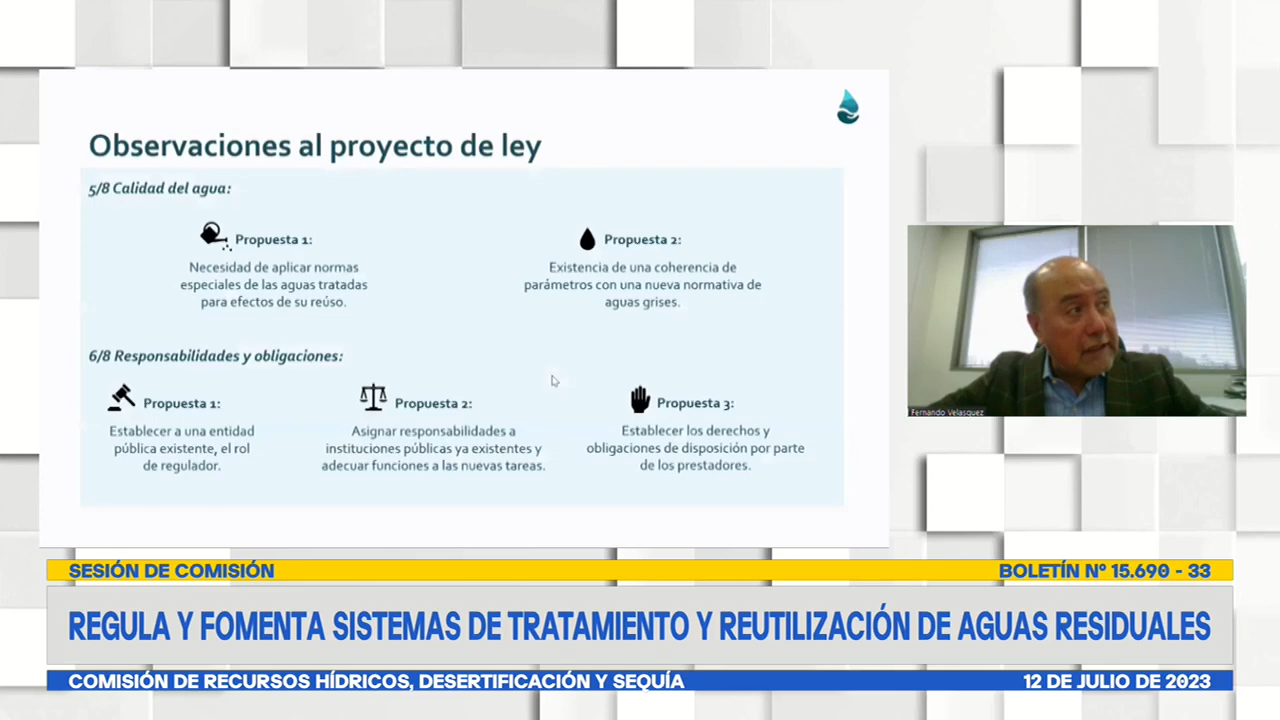 Observaciones al proyecto de ley
5/8 Calidad del agua:
Propuesta 1:
Necesidad de aplicar normas
especiales de las aguas tratadas
para efectos de su reúso.
Propuesta 2:
Existencia de una coherencia de
parámetros con una nueva normativa de
aguas grises.
6/8 Responsabilidades y obligaciones:
Propuesta 1:
Establecer a una entidad
pública existente, el rol
de regulador.
Propuesta 2:
Asignar responsabilidades a
instituciones públicas ya existentes y
adecuar funciones a las nuevas tareas.
Propuesta 3:
Establecer los derechos y
obligaciones de disposición por parte
de los prestadores.
Fernando Velasquez
SESIÓN DE COMISIÓN
BOLETÍN N° 15.690 - 33
REGULA Y FOMENTA SISTEMAS DE TRATAMIENTO Y REUTILIZACIÓN DE AGUAS RESIDUALES
COMISIÓN DE RECURSOS HÍDRICOS, DESERTIFICACIÓN Y SEQUÍA
12 DE JULIO DE 2023